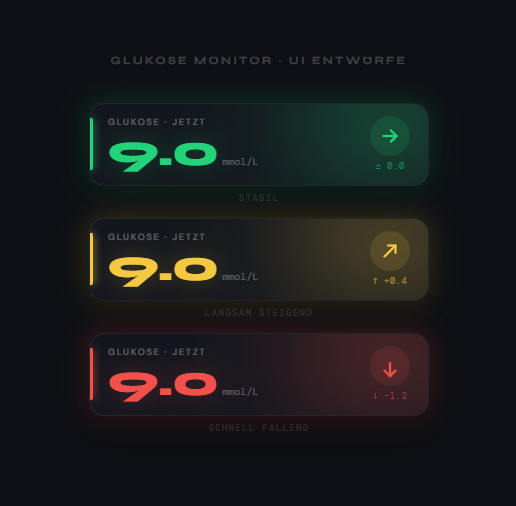 GLUKOSE MONITOR · UI ENTWÜRFE
GLUKOSE · JETZT
9.0 mmol/L
± 0.0
STABIL
GLUKOSE · JETZT
9.0 mmol/L
↑ +0.4
LANGSAM STEIGEND
GLUKOSE · JETZT
9.0 mmol/L
↓ −1.2
SCHNELL FALLEND